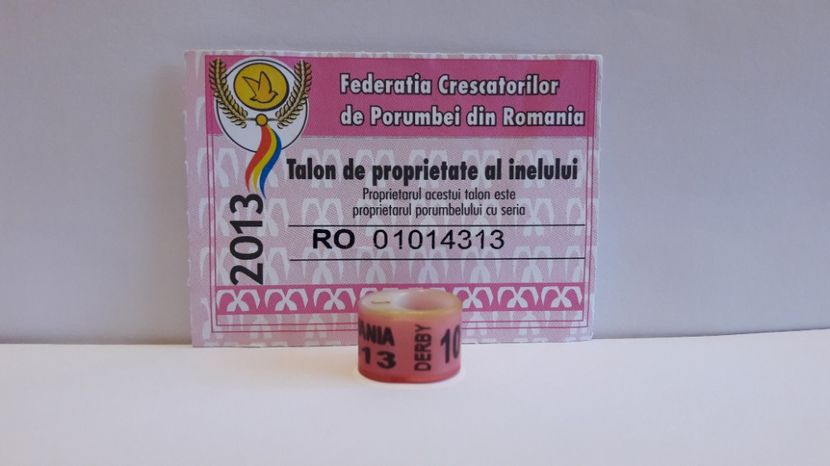 Federatia Crescatorilor
de Porumbei din Romania
Talon de proprietate al inelului
Proprietarul acestui talon este
proprietarul porumbelului cu seria
RO 01014313
2013
ANIA
13
DERBY
10